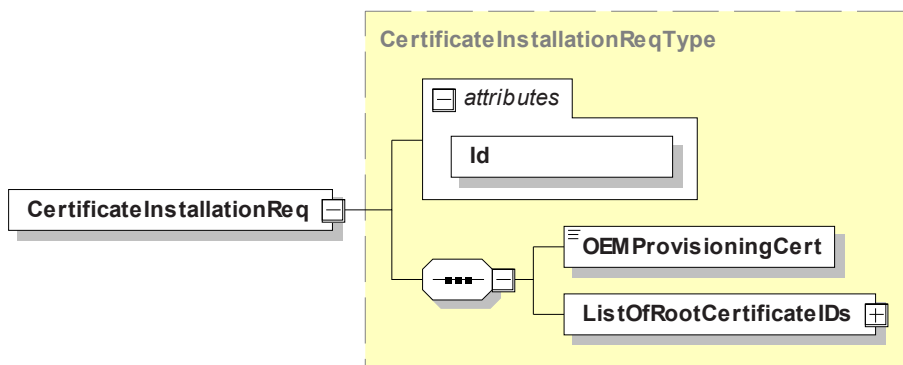 CertificateInstallationReqType
attributes
Id
CertificateInstallationReq
OEMProvisioningCert
ListOfRootCertificateIDs